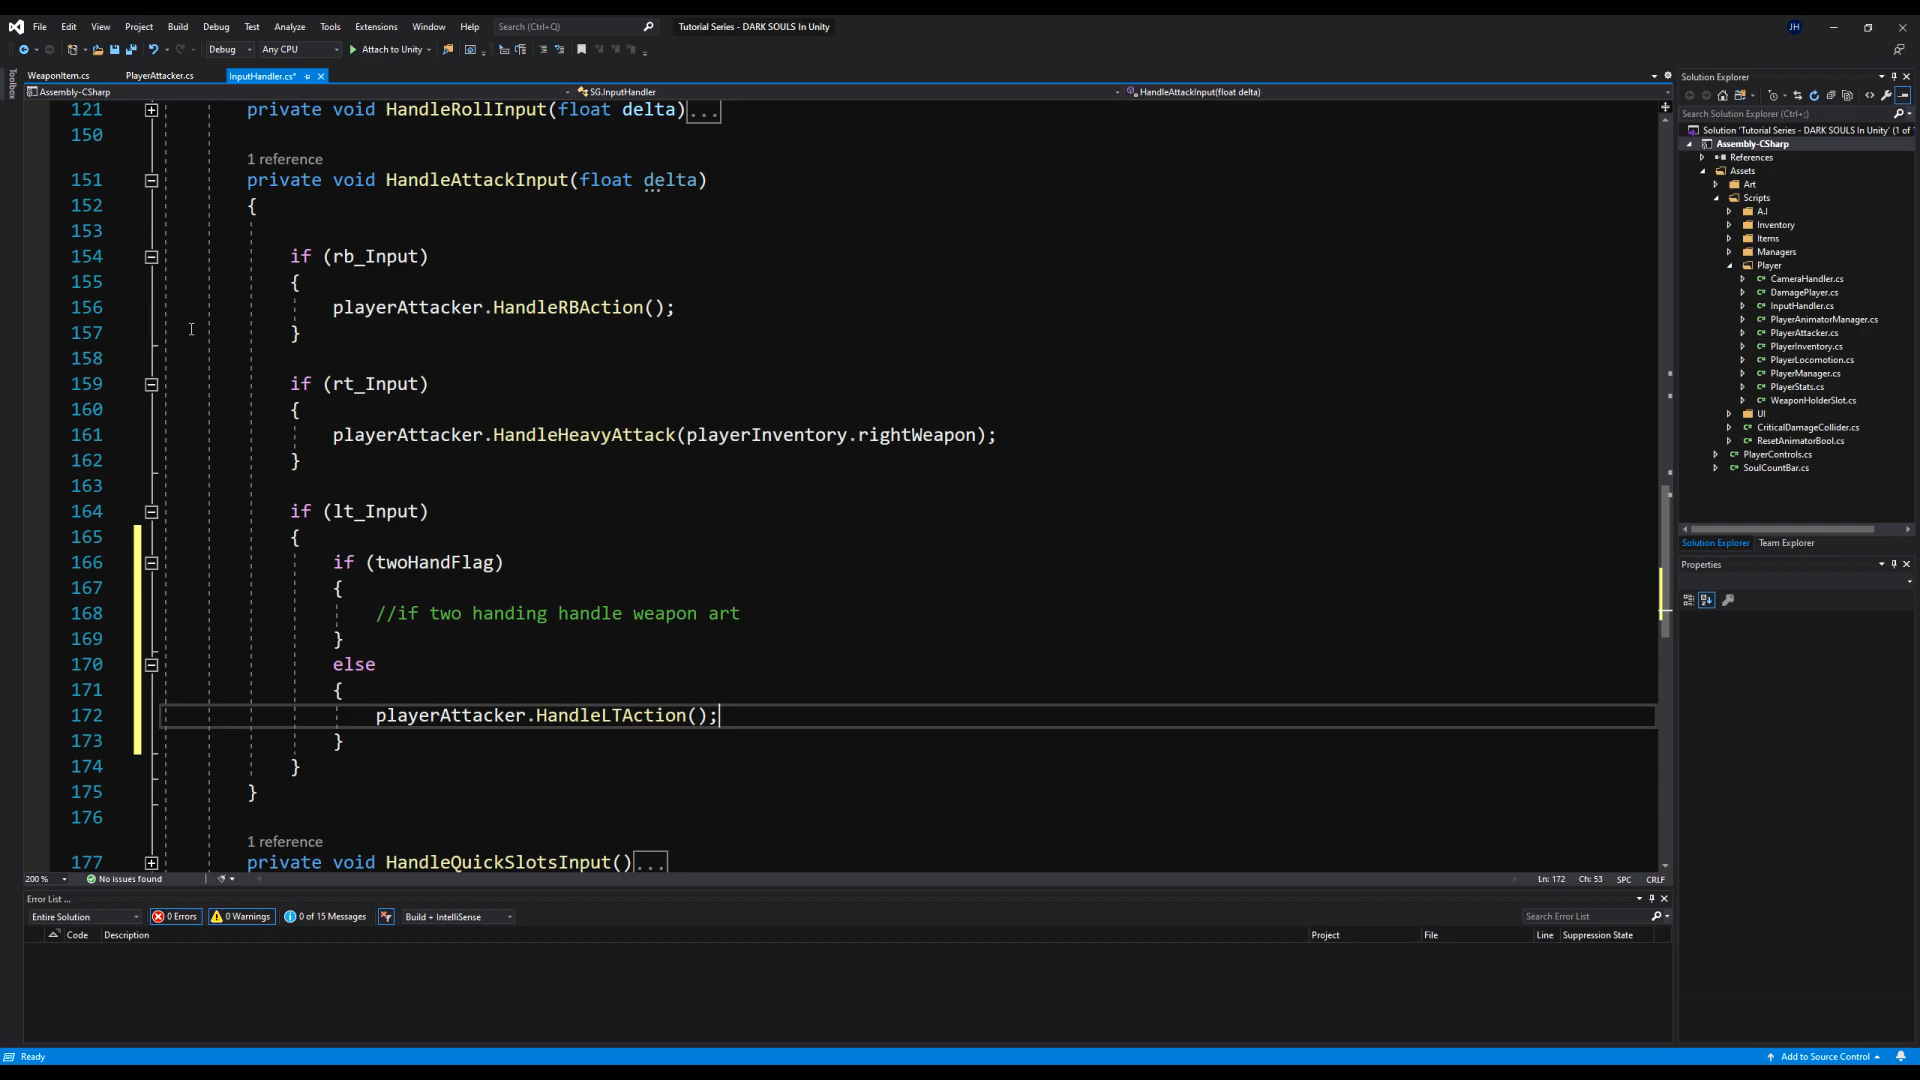 File Edit View Project Build Debug Test Analyze Tools Extensions Window Help Search (Ctrl+Q) Tutorial Series - DARK SOULS In Unity JH
Debug Any CPU Attach to Unity
Toolbox
WeaponItem.cs PlayerAttacker.cs InputHandler.cs*
Assembly-CSharp SG.InputHandler HandleAttackInput(float delta)
121 private void HandleRollInput(float delta)...
150
1 reference
151 private void HandleAttackInput(float delta)
152 {
153
154 if (rb_Input)
155 {
156 playerAttacker.HandleRBAction();
157 }
158
159 if (rt_Input)
160 {
161 playerAttacker.HandleHeavyAttack(playerInventory.rightWeapon);
162 }
163
164 if (lt_Input)
165 {
166 if (twoHandFlag)
167 {
168 //if two handing handle weapon art
169 }
170 else
171 {
172 playerAttacker.HandleLTAction();
173 }
174 }
175 }
176
1 reference
177 private void HandleQuickSlotsInput()...
200 % No issues found Ln: 172 Ch: 53 SPC CRLF
Error List ...
Entire Solution 0 Errors 0 Warnings 0 of 15 Messages Build + IntelliSense Search Error List
Code Description Project File Line Suppression State
Ready Add to Source Control
Solution Explorer
Search Solution Explorer (Ctrl+;)
Solution 'Tutorial Series - DARK SOULS In Unity' (1 of
Assembly-CSharp
References
Assets
Art
Scripts
A.I
Inventory
Items
Managers
Player
CameraHandler.cs
DamagePlayer.cs
InputHandler.cs
PlayerAnimatorManager.cs
PlayerAttacker.cs
PlayerInventory.cs
PlayerLocomotion.cs
PlayerManager.cs
PlayerStats.cs
WeaponHolderSlot.cs
UI
CriticalDamageCollider.cs
ResetAnimatorBool.cs
PlayerControls.cs
SoulCountBar.cs
Solution Explorer Team Explorer
Properties